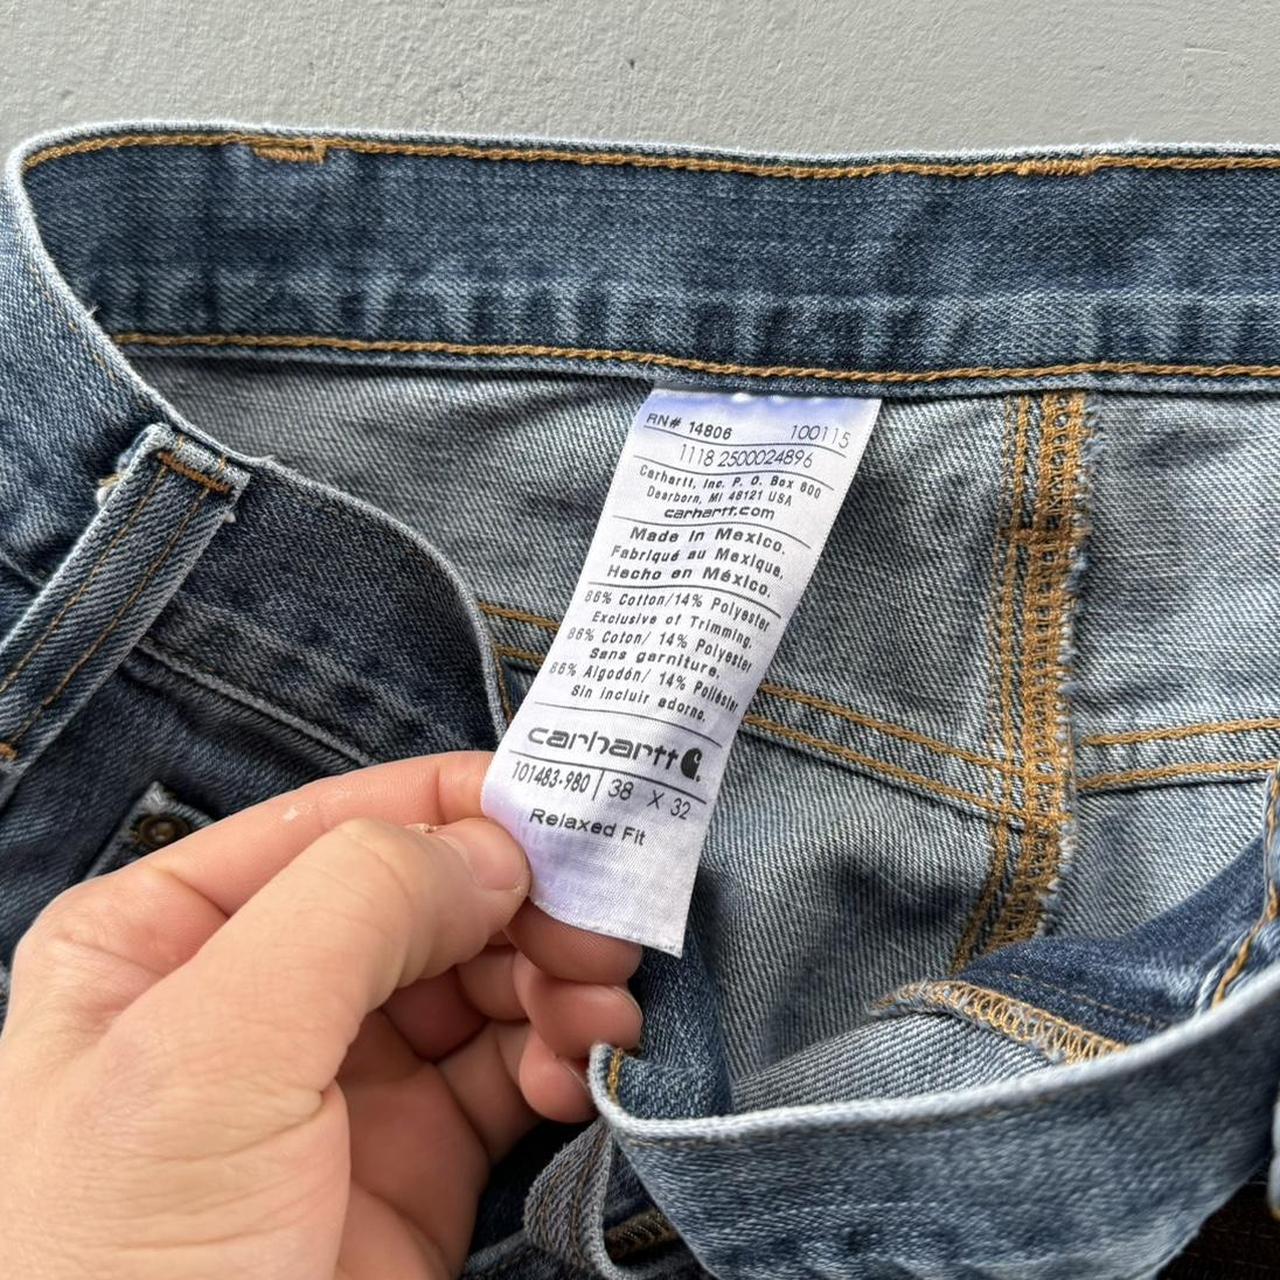 RN# 14806 100115
1118 2500024896
Carhartt, Inc. P. O. Box 600
Dearborn, MI 48121 USA
carhartt.com
Made in Mexico.
Fabriqué au Mexique.
Hecho en México.
86% Cotton/14% Polyester
Exclusive of Trimming.
86% Coton/ 14% Polyester
Sans garniture.
86% Algodón/ 14% Poliéster
Sin incluir adorno.
carhartt
101483-980 | 38 X 32
Relaxed Fit